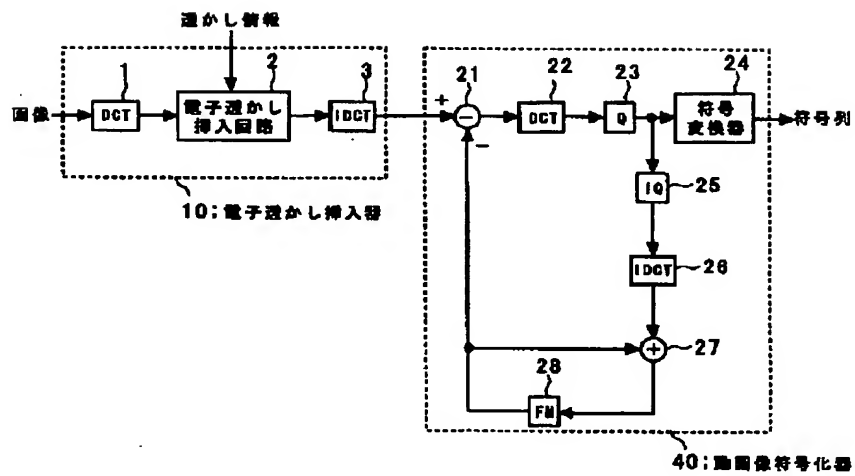 透かし情報
1
2
3
画像
DCT
電子透かし
挿入回路
IDCT
10;電子透かし挿入器
21
22
23
24
+
−
−
DCT
Q
符号
変換器
符号列
IQ
25
IDCT
26
+
27
28
FM
40;動画像符号化器